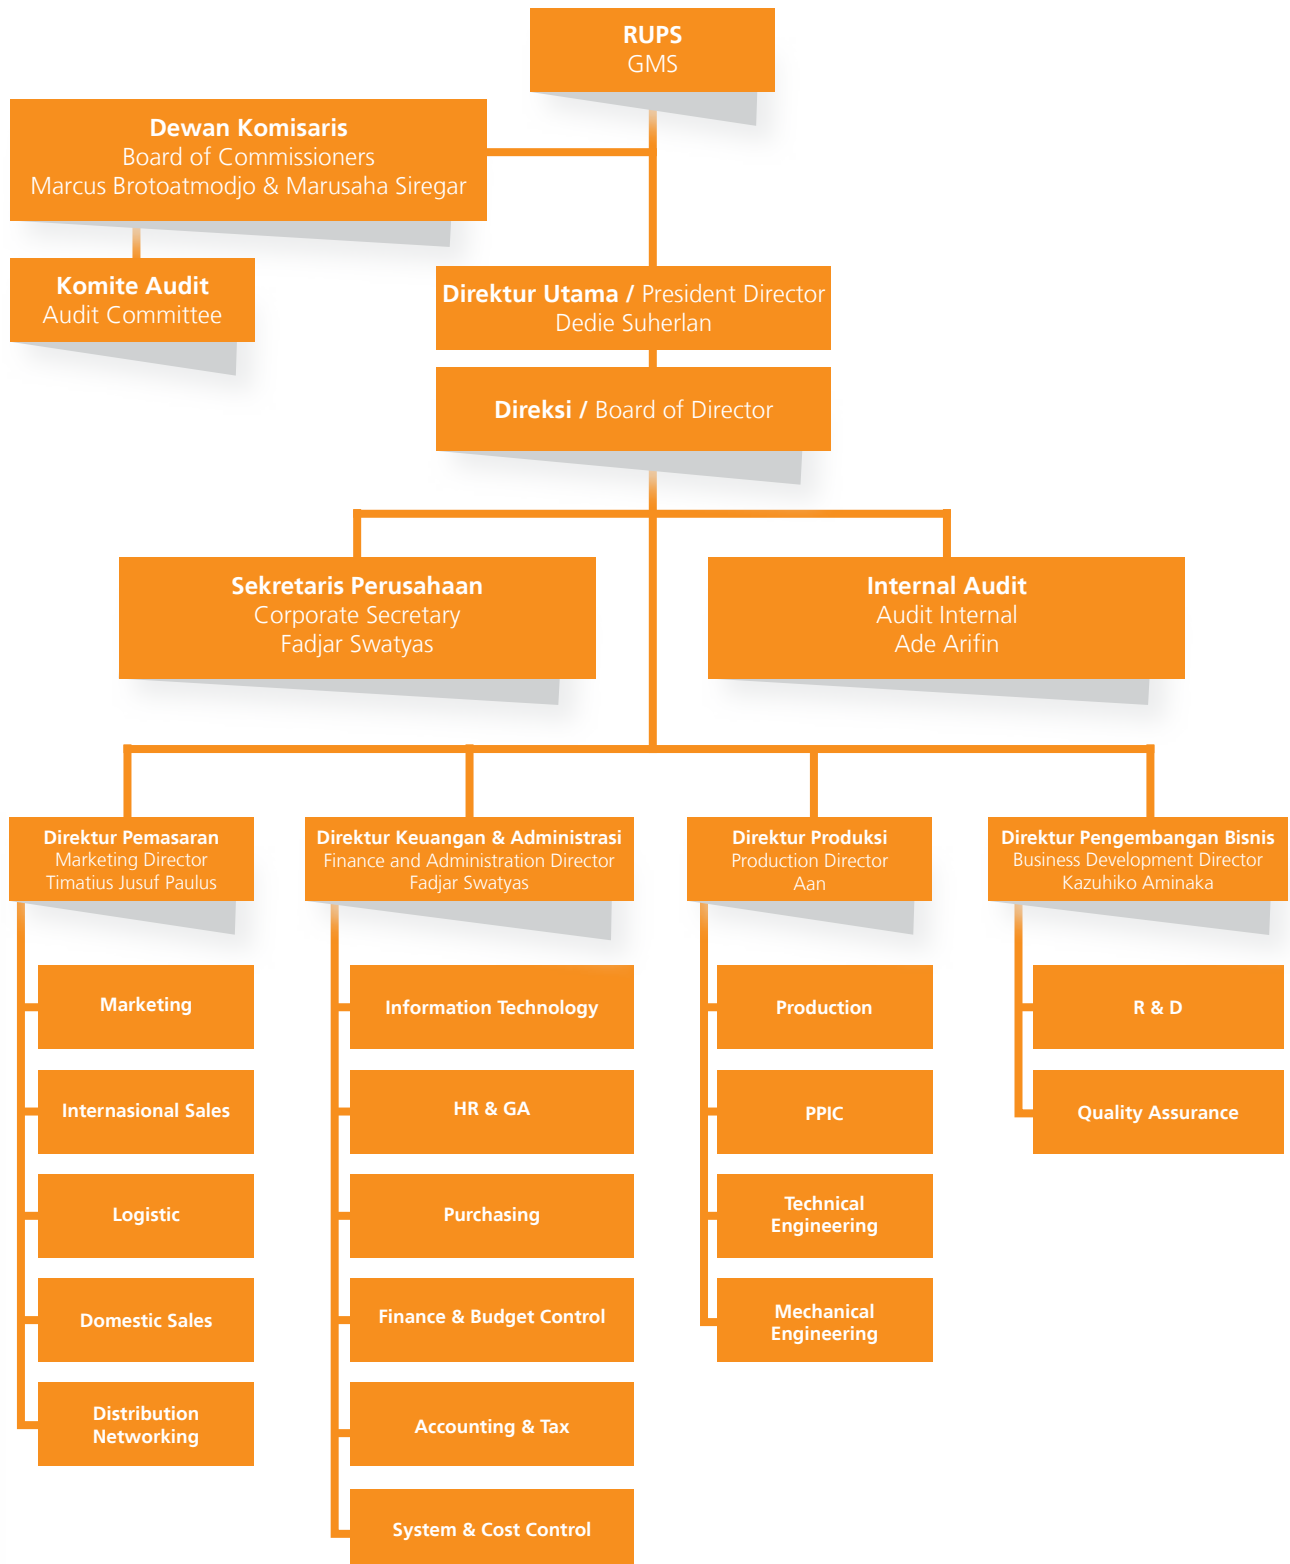 RUPS
GMS
Dewan Komisaris
Board of Commissioners
Marcus Brotoatmodjo & Marusaha Siregar
Komite Audit
Audit Committee
Direktur Utama / President Director
Dedie Suherlan
Direksi / Board of Director
Sekretaris Perusahaan
Corporate Secretary
Fadjar Swatyas
Internal Audit
Audit Internal
Ade Arifin
Direktur Pemasaran
Marketing Director
Timatius Jusuf Paulus
Direktur Keuangan & Administrasi
Finance and Administration Director
Fadjar Swatyas
Direktur Produksi
Production Director
Aan
Direktur Pengembangan Bisnis
Business Development Director
Kazuhiko Aminaka
Marketing
Internasional Sales
Logistic
Domestic Sales
Distribution
Networking
Information Technology
HR & GA
Purchasing
Finance & Budget Control
Accounting & Tax
System & Cost Control
Production
PPIC
Technical
Engineering
Mechanical
Engineering
R & D
Quality Assurance